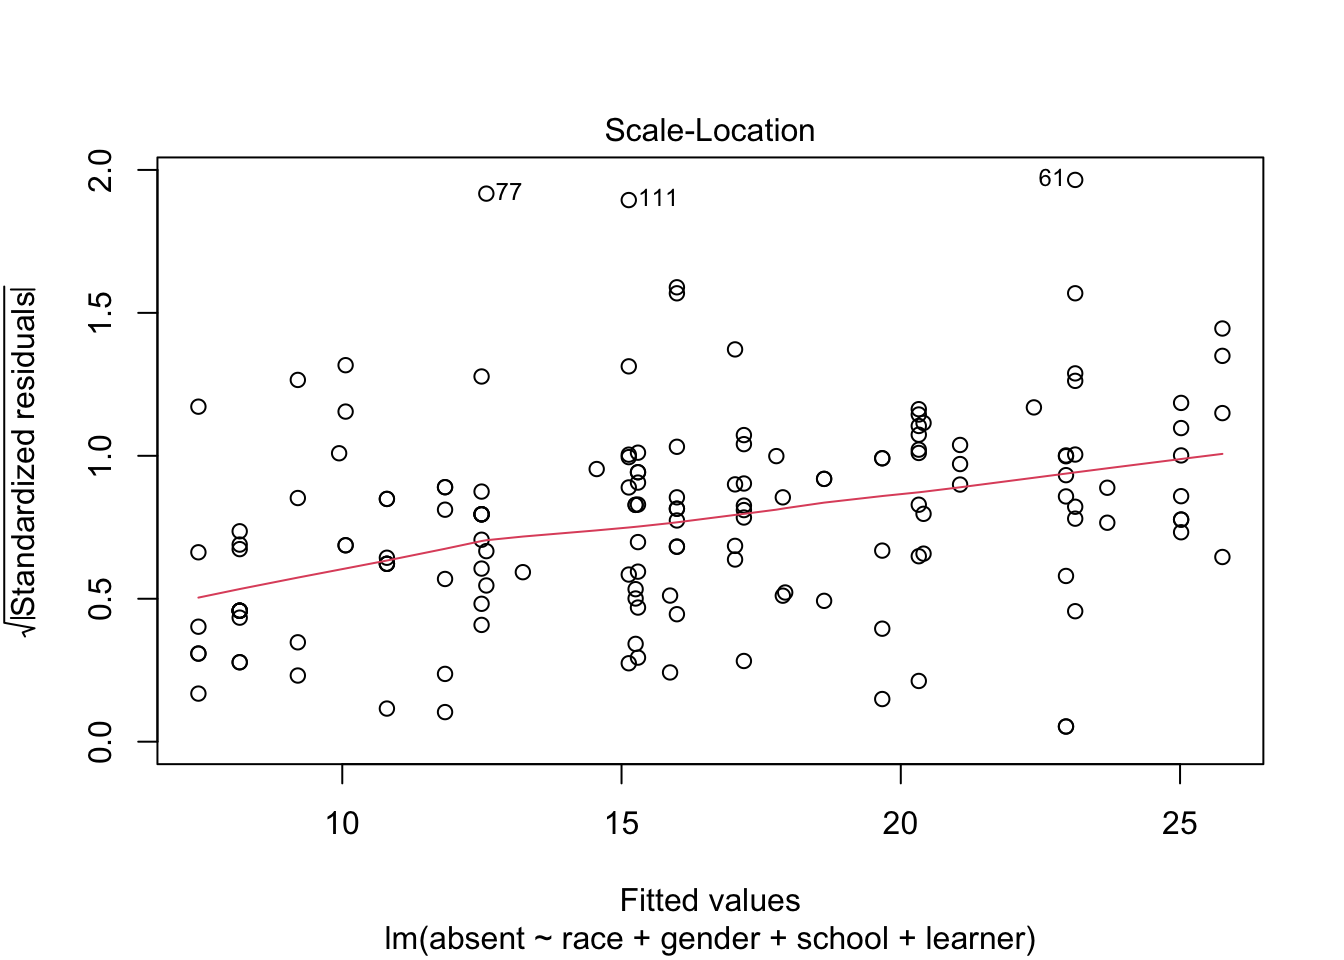 Scale-Location
√|Standardized residuals|
2.0
1.5
1.0
0.5
0.0
77
111
61
10 15 20 25
Fitted values
lm(absent ~ race + gender + school + learner)